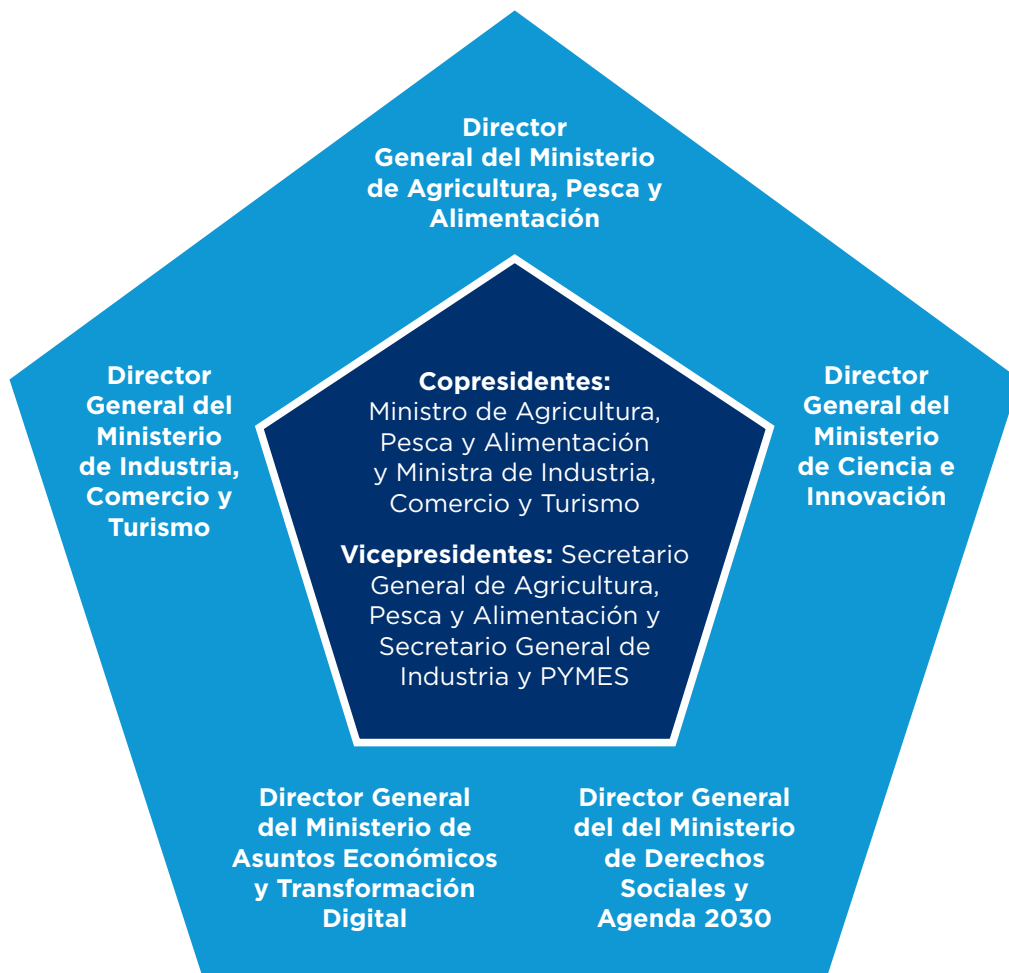 Director
General del Ministerio
de Agricultura, Pesca y
Alimentación
Director
General del
Ministerio
de Industria,
Comercio y
Turismo
Copresidentes:
Ministro de Agricultura,
Pesca y Alimentación
y Ministra de Industria,
Comercio y Turismo
Vicepresidentes: Secretario
General de Agricultura,
Pesca y Alimentación y
Secretario General de
Industria y PYMES
Director
General del
Ministerio
de Ciencia e
Innovación
Director General
del Ministerio de
Asuntos Económicos
y Transformación
Digital
Director General
del del Ministerio
de Derechos
Sociales y
Agenda 2030